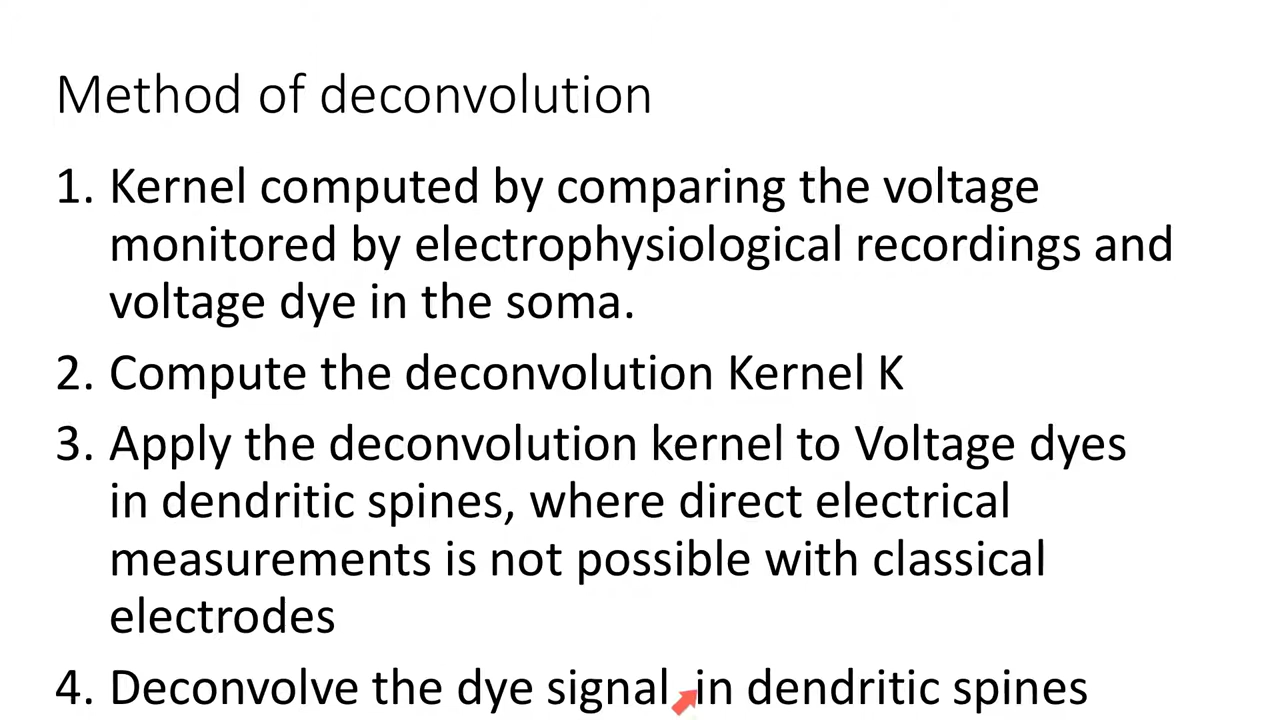 Method of deconvolution
1. Kernel computed by comparing the voltage
monitored by electrophysiological recordings and
voltage dye in the soma.
2. Compute the deconvolution Kernel K
3. Apply the deconvolution kernel to Voltage dyes
in dendritic spines, where direct electrical
measurements is not possible with classical
electrodes
4. Deconvolve the dye signal in dendritic spines